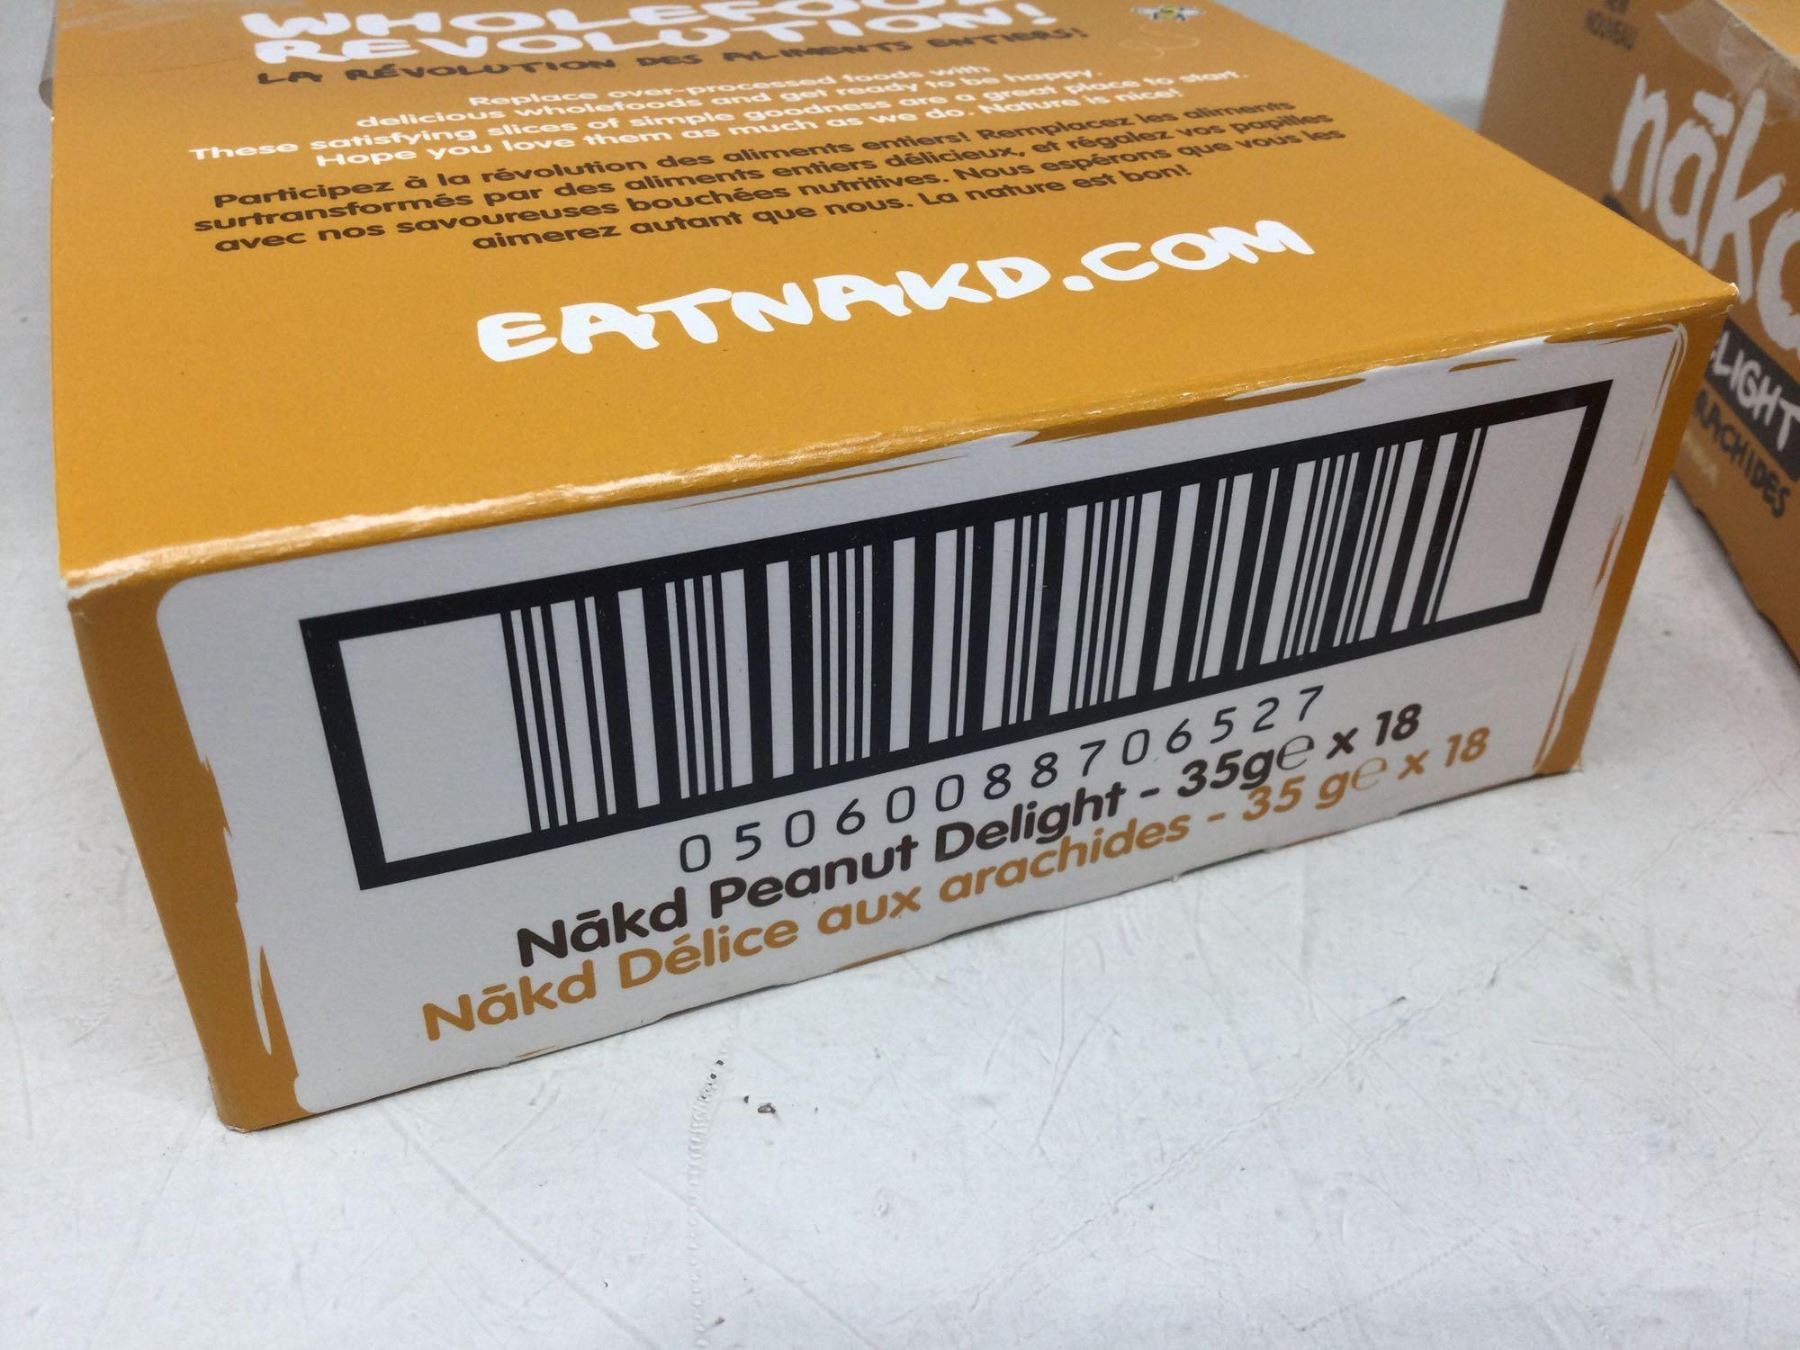 WHOLEFOOD
REVOLUTION!
LA RÉVOLUTION DES ALIMENTS ENTIERS!
Replace over-processed foods with
delicious wholefoods and get ready to be happy.
These satisfying slices of simple goodness are a great place to start.
Hope you love them as much as we do. Nature is nice!
Participez à la révolution des aliments entiers! Remplacez les aliments
surtransformés par des aliments entiers délicieux, et régalez vos papilles
avec nos savoureuses bouchées nutritives. Nous espérons que vous les
aimerez autant que nous. La nature est bon!
EATNAKD.COM
05060088706527
Nākd Peanut Delight - 35g℮ x 18
Nākd Délice aux arachides - 35 g℮ x 18
nāk
LIGHT
ARACHIDES